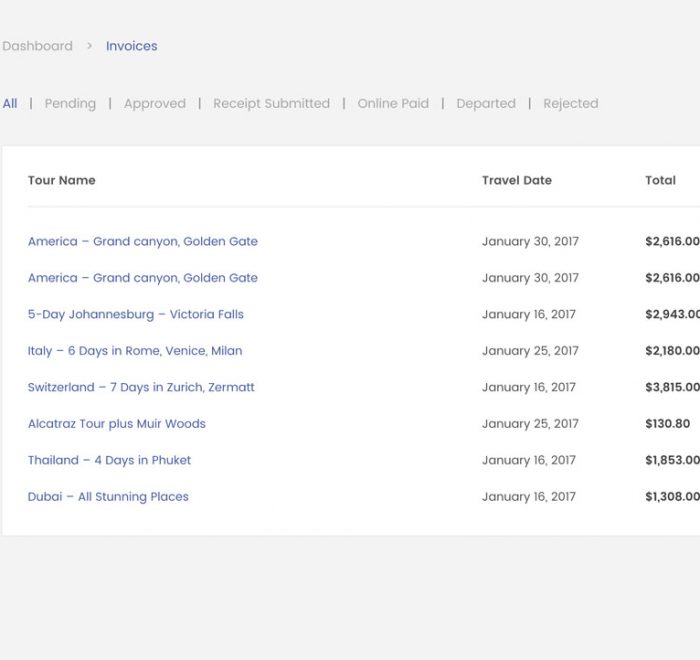 Dashboard > Invoices
All | Pending | Approved | Receipt Submitted | Online Paid | Departed | Rejected
Tour Name Travel Date Total
America – Grand canyon, Golden Gate January 30, 2017 $2,616.00
America – Grand canyon, Golden Gate January 30, 2017 $2,616.00
5-Day Johannesburg – Victoria Falls January 16, 2017 $2,943.00
Italy – 6 Days in Rome, Venice, Milan January 25, 2017 $2,180.00
Switzerland – 7 Days in Zurich, Zermatt January 16, 2017 $3,815.00
Alcatraz Tour plus Muir Woods January 25, 2017 $130.80
Thailand – 4 Days in Phuket January 16, 2017 $1,853.00
Dubai – All Stunning Places January 16, 2017 $1,308.00